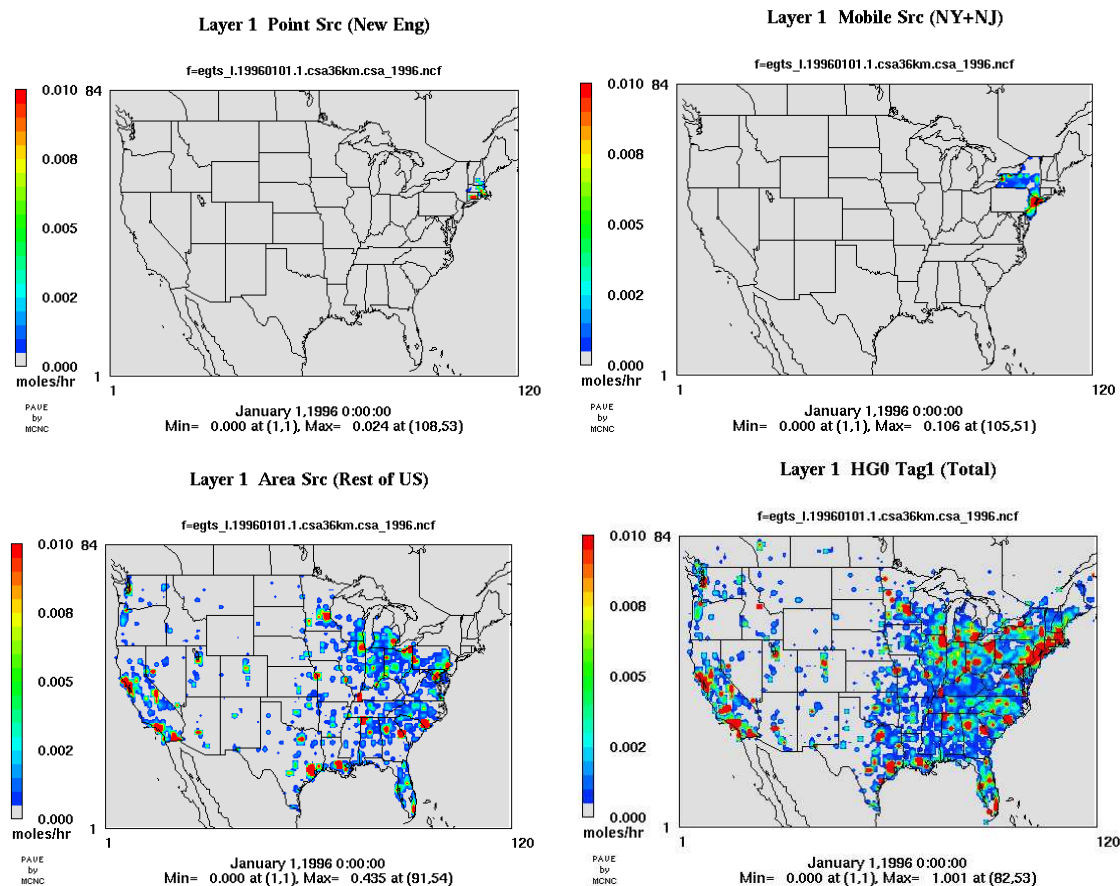 Layer 1 Point Src (New Eng)
f=egts_l.19960101.1.csa36km.csa_1996.ncf
0.010
0.008
0.006
0.005
0.002
0.000
moles/hr
84
1
1
120
PAVE
by
MCNC
January 1,1996 0:00:00
Min= 0.000 at (1,1), Max= 0.024 at (108,53)
Layer 1 Mobile Src (NY+NJ)
f=egts_l.19960101.1.csa36km.csa_1996.ncf
0.010
0.008
0.006
0.005
0.002
0.000
moles/hr
84
1
1
120
PAVE
by
MCNC
January 1,1996 0:00:00
Min= 0.000 at (1,1), Max= 0.106 at (105,51)
Layer 1 Area Src (Rest of US)
f=egts_l.19960101.1.csa36km.csa_1996.ncf
0.010
0.008
0.006
0.005
0.002
0.000
moles/hr
84
1
1
120
PAVE
by
MCNC
January 1,1996 0:00:00
Min= 0.000 at (1,1), Max= 0.435 at (91,54)
Layer 1 HG0 Tag1 (Total)
f=egts_l.19960101.1.csa36km.csa_1996.ncf
0.010
0.008
0.006
0.005
0.002
0.000
moles/hr
84
1
1
120
PAVE
by
MCNC
January 1,1996 0:00:00
Min= 0.000 at (1,1), Max= 1.001 at (82,53)